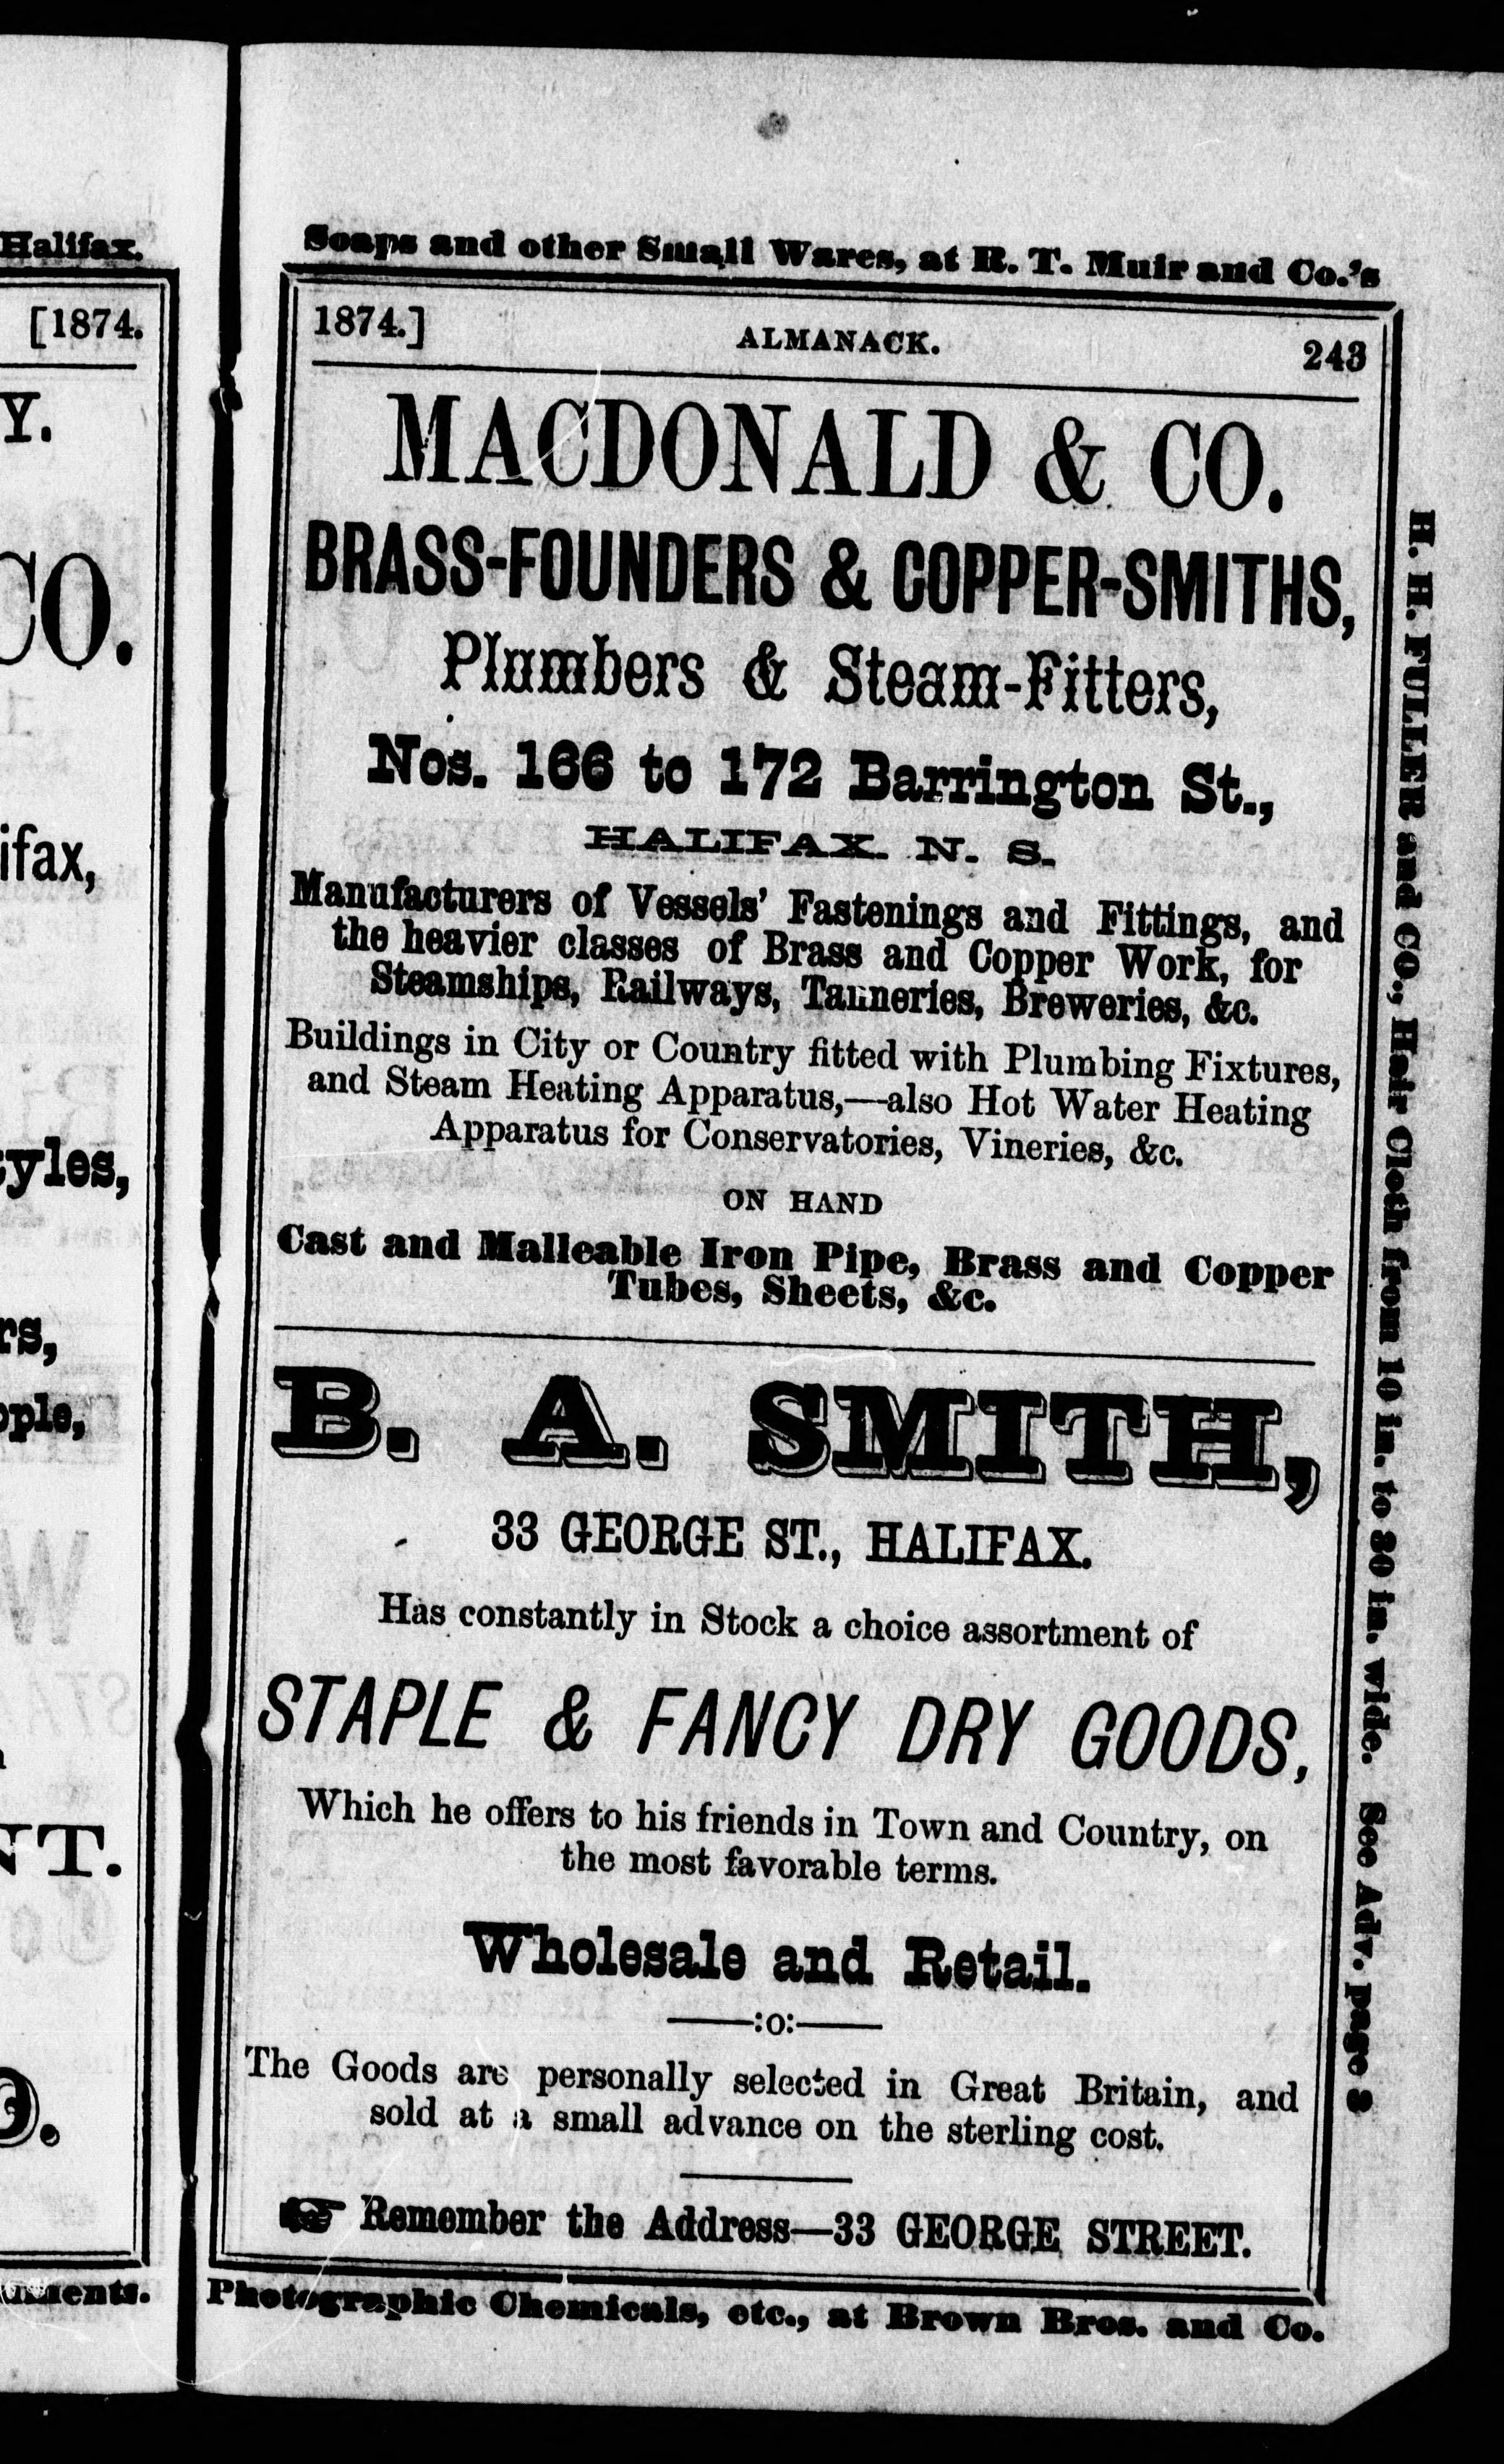 Halifax.
[1874.
Y.
CO.
ifax,
tyles,
rs,
ople,
NT.
Soaps and other Small Wares, at R. T. Muir and Co.'s
1874.] ALMANACK. 243
MACDONALD & CO.
BRASS-FOUNDERS & COPPER-SMITHS,
Plumbers & Steam-Fitters,
Nos. 166 to 172 Barrington St.,
HALIFAX. N. S.
Manufacturers of Vessels' Fastenings and Fittings, and
the heavier classes of Brass and Copper Work, for
Steamships, Railways, Tanneries, Breweries, &c.
Buildings in City or Country fitted with Plumbing Fixtures,
and Steam Heating Apparatus,—also Hot Water Heating
Apparatus for Conservatories, Vineries, &c.
ON HAND
Cast and Malleable Iron Pipe, Brass and Copper
Tubes, Sheets, &c.
B. A. SMITH,
33 GEORGE ST., HALIFAX.
Has constantly in Stock a choice assortment of
STAPLE & FANCY DRY GOODS,
Which he offers to his friends in Town and Country, on
the most favorable terms.
Wholesale and Retail.
——:o:——
The Goods are personally selected in Great Britain, and
sold at a small advance on the sterling cost.
☛ Remember the Address—33 GEORGE STREET.
Photographic Chemicals, etc., at Brown Bros. and Co.
H. H. FULLER and CO., Hair Cloth from 10 in. to 30 in. wide. See Adv. page 8